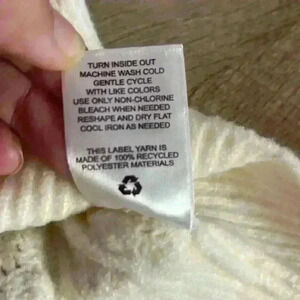 TURN INSIDE OUT
MACHINE WASH COLD
GENTLE CYCLE
WITH LIKE COLORS
USE ONLY NON-CHLORINE
BLEACH WHEN NEEDED
RESHAPE AND DRY FLAT
COOL IRON AS NEEDED
THIS LABEL YARN IS
MADE OF 100% RECYCLED
POLYESTER MATERIALS